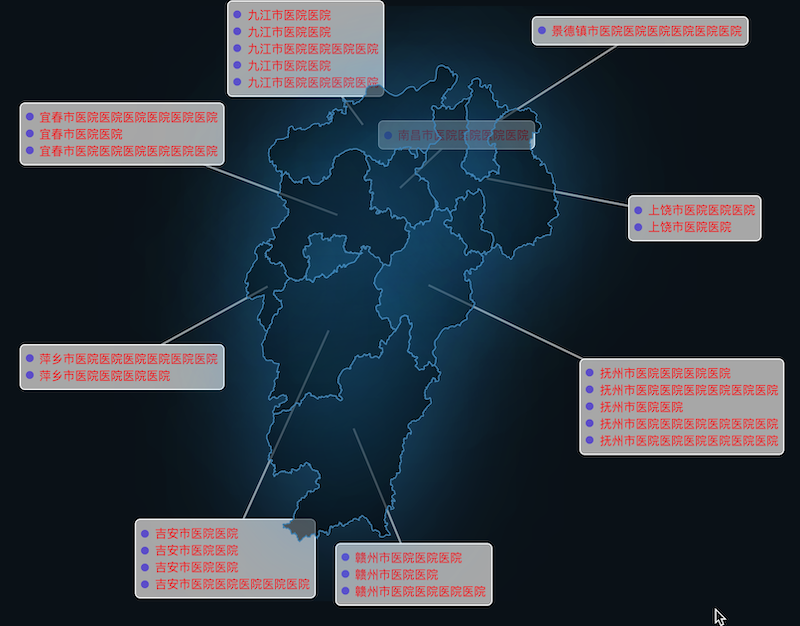 九江市医院医院
九江市医院医院
九江市医院医院医院医院
九江市医院医院
九江市医院医院医院医院
景德镇市医院医院医院医院医院医院
宜春市医院医院医院医院医院医院
宜春市医院医院
宜春市医院医院医院医院医院医院
南昌市医院医院医院医院
上饶市医院医院医院
上饶市医院医院
萍乡市医院医院医院医院医院医院
萍乡市医院医院医院医院
抚州市医院医院医院医院
抚州市医院医院医院医院医院医院
抚州市医院医院
抚州市医院医院医院医院医院医院
抚州市医院医院医院医院医院医院
吉安市医院医院
吉安市医院医院
吉安市医院医院
吉安市医院医院医院医院医院
赣州市医院医院医院
赣州市医院医院
赣州市医院医院医院医院